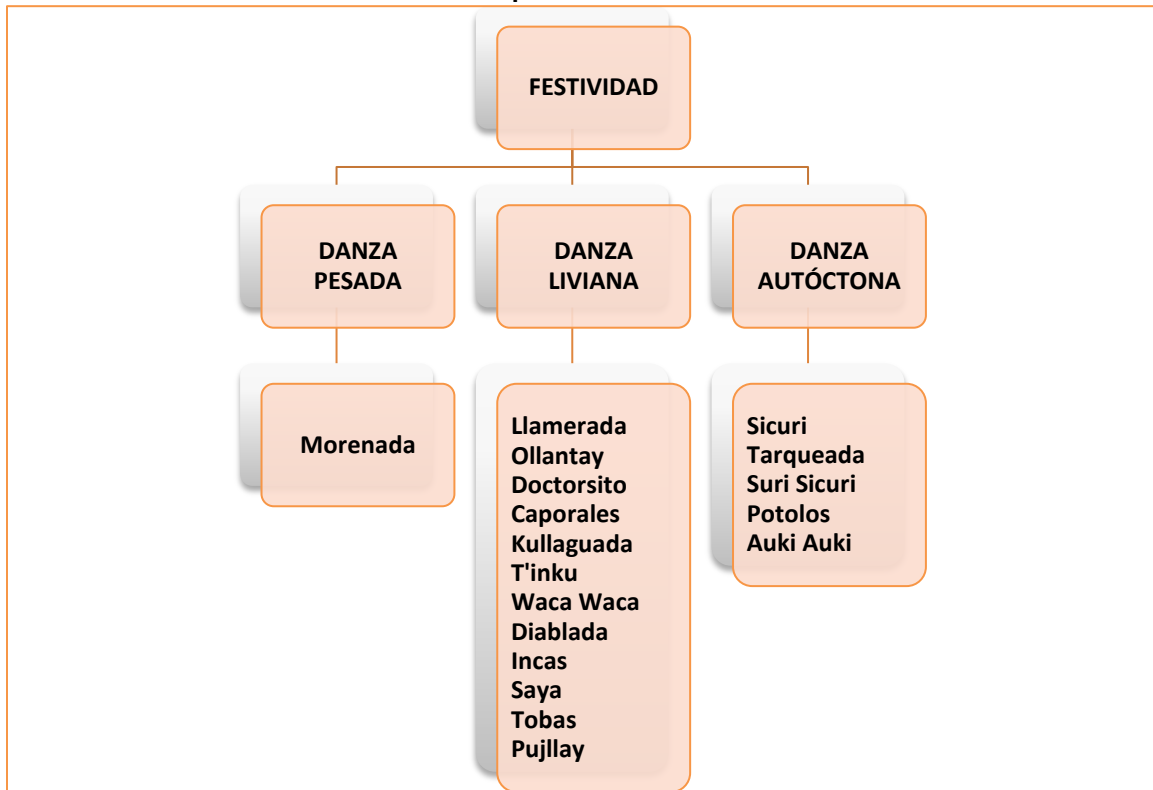 FESTIVIDAD
DANZA
PESADA
DANZA
LIVIANA
DANZA
AUTÓCTONA
Morenada
Llamerada
Ollantay
Doctorsito
Caporales
Kullaguada
T'inku
Waca Waca
Diablada
Incas
Saya
Tobas
Pujllay
Sicuri
Tarqueada
Suri Sicuri
Potolos
Auki Auki